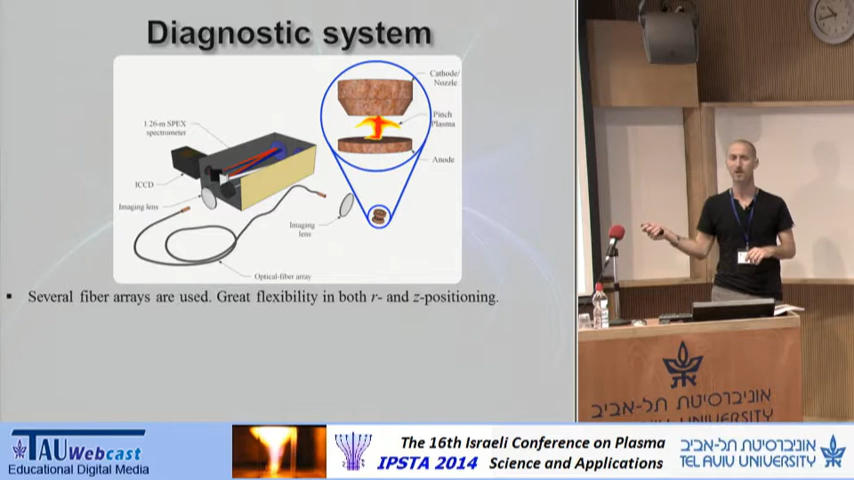 Diagnostic system
Cathode/
Nozzle
1.26-m SPEX
spectrometer
Pinch
Plasma
Anode
ICCD
Imaging lens
Imaging
lens
Optical-fiber array
▪ Several fiber arrays are used. Great flexibility in both r- and z-positioning.
אוניברסיטת תל-אביב
TEL AVIV UNIVERSITY
TAU Webcast
Educational Digital Media
The 16th Israeli Conference on Plasma
IPSTA 2014 Science and Applications
אוניברסיטת תל-אביב
TEL AVIV UNIVERSITY